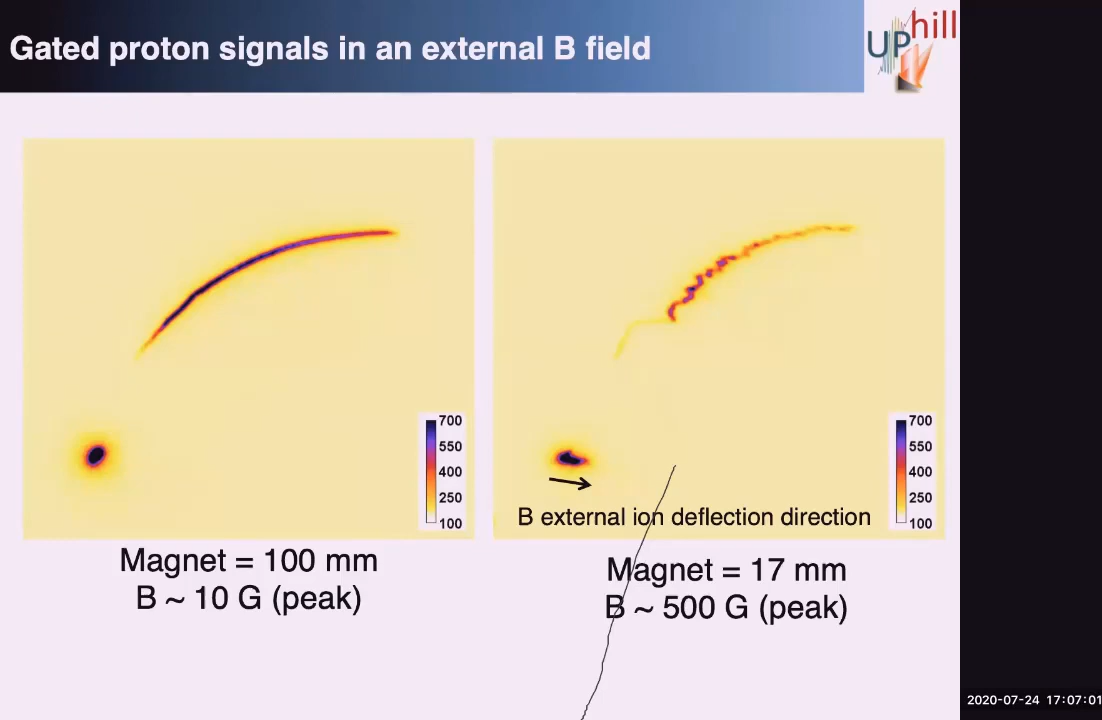 Gated proton signals in an external B field
UPhill
700
550
400
250
100
700
550
400
250
100
B external ion deflection direction
Magnet = 100 mm
B ~ 10 G (peak)
Magnet = 17 mm
B ~ 500 G (peak)
2020-07-24 17:07:01